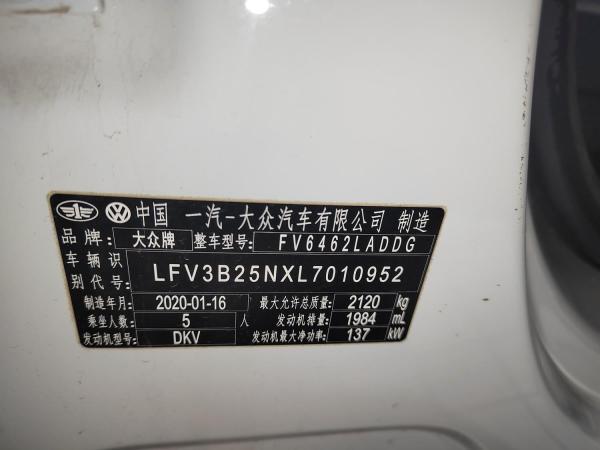 中国 一汽-大众汽车有限公司 制造
品牌: 大众牌 整车型号: FV6462LADDG
车辆识别代号: LFV3B25NXL7010952
制造年月: 2020-01-16 最大允许总质量: 2120 kg
乘坐人数: 5 人 发动机排量: 1984 mL
发动机型号: DKV 发动机最大净功率: 137 kW